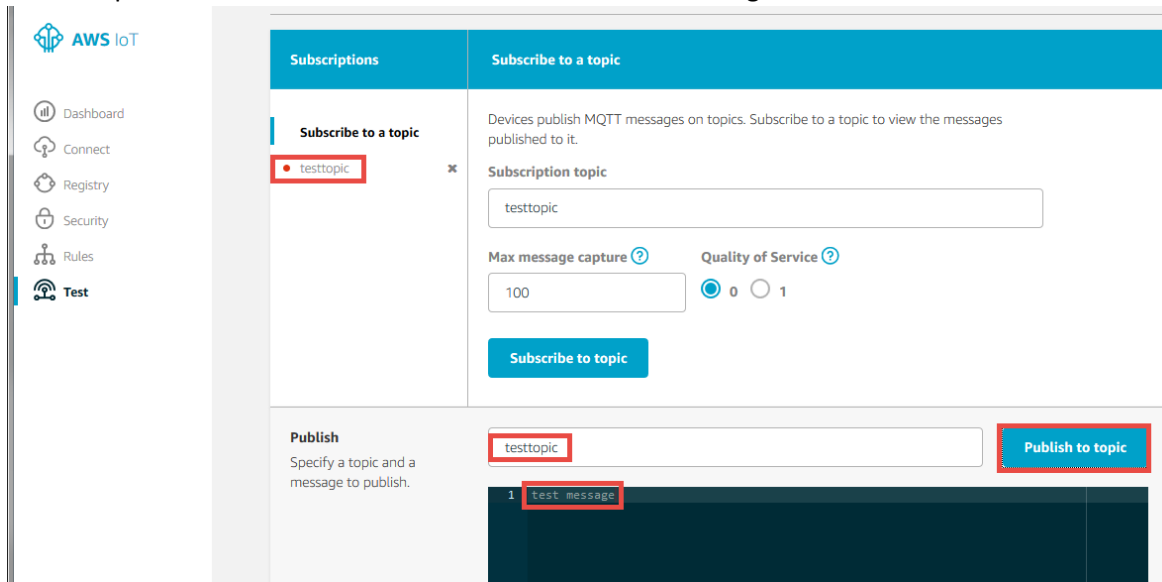 AWS IoT
Dashboard
Connect
Registry
Security
Rules
Test
Subscriptions
Subscribe to a topic
Subscribe to a topic
testtopic
Devices publish MQTT messages on topics. Subscribe to a topic to view the messages
published to it.
Subscription topic
testtopic
Max message capture ?
Quality of Service ?
100
0 1
Subscribe to topic
Publish
Specify a topic and a
message to publish.
testtopic
Publish to topic
1 test message